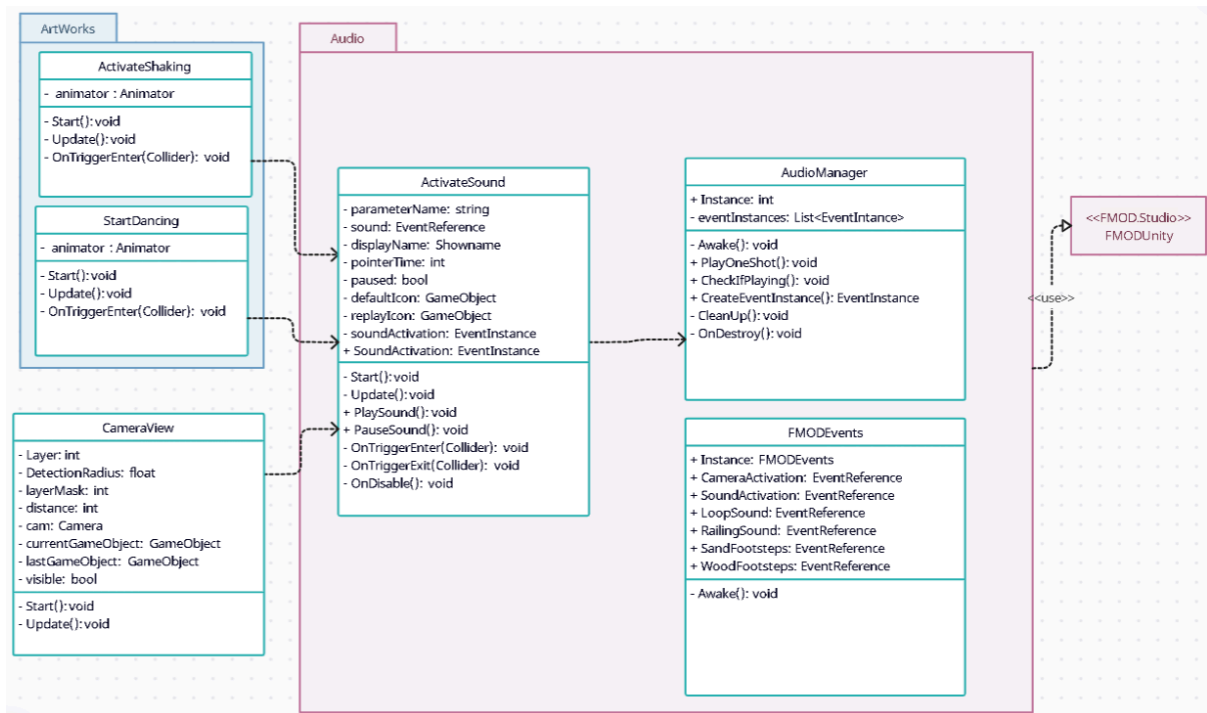 ArtWorks
ActivateShaking
- animator : Animator
- Start():void
- Update():void
- OnTriggerEnter(Collider): void
StartDancing
- animator : Animator
- Start():void
- Update():void
- OnTriggerEnter(Collider): void
CameraView
- Layer: int
- DetectionRadius: float
- layerMask: int
- distance: int
- cam: Camera
- currentGameObject: GameObject
- lastGameObject: GameObject
- visible: bool
- Start():void
- Update():void
Audio
ActivateSound
- parameterName: string
- sound: EventReference
- displayName: Showname
- pointerTime: int
- paused: bool
- defaultIcon: GameObject
- replayIcon: GameObject
- soundActivation: EventInstance
+ SoundActivation: EventInstance
- Start():void
- Update():void
+ PlaySound(): void
+ PauseSound(): void
- OnTriggerEnter(Collider): void
- OnTriggerExit(Collider): void
- OnDisable(): void
AudioManager
+ Instance: int
- eventInstances: List<EventIntance>
- Awake(): void
+ PlayOneShot(): void
+ CheckIfPlaying(): void
+ CreateEventInstance(): EventInstance
- CleanUp(): void
- OnDestroy(): void
FMODEvents
+ Instance: FMODEvents
+ CameraActivation: EventReference
+ SoundActivation: EventReference
+ LoopSound: EventReference
+ RailingSound: EventReference
+ SandFootsteps: EventReference
+ WoodFootsteps: EventReference
- Awake(): void
<<use>>
<<FMOD.Studio>>
FMODUnity